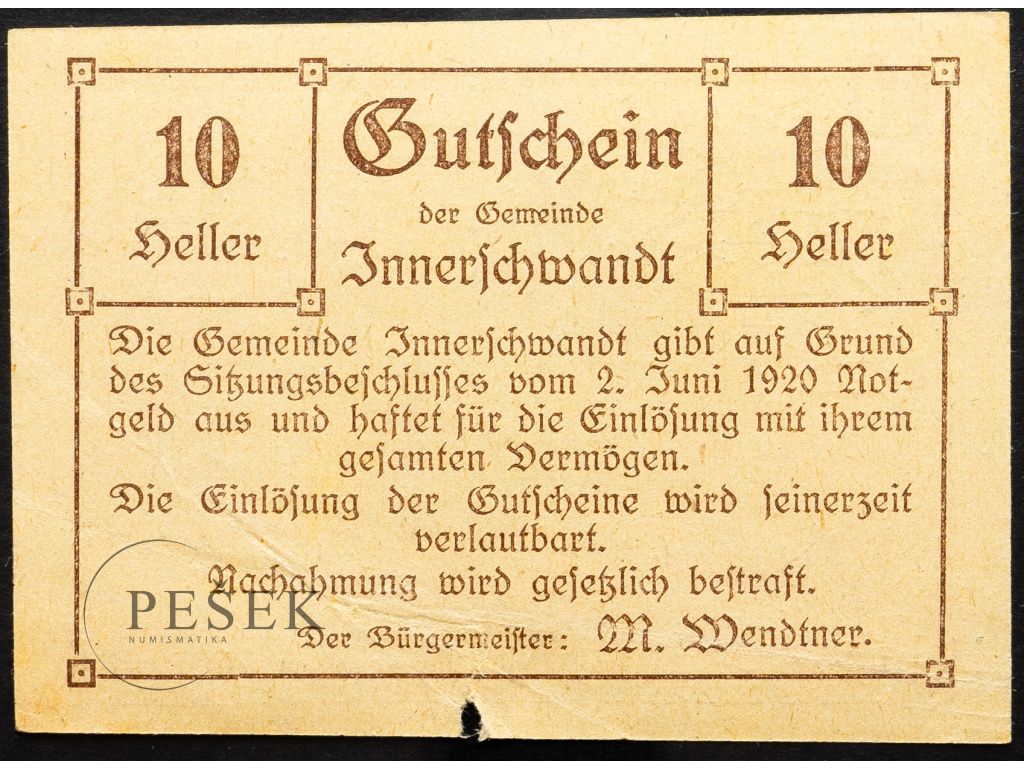 10
Heller
Gutschein
der Gemeinde
Innerschwandt
10
Heller
Die Gemeinde Innerschwandt gibt auf Grund
des Sitzungsbeschlusses vom 2. Juni 1920 Not-
geld aus und haftet für die Einlösung mit ihrem
gesamten Vermögen.
Die Einlösung der Gutscheine wird seinerzeit
verlautbart.
Nachahmung wird gesetzlich bestraft.
Der Bürgermeister: M. Wendtner.
PEŠEK
NUMISMATIKA